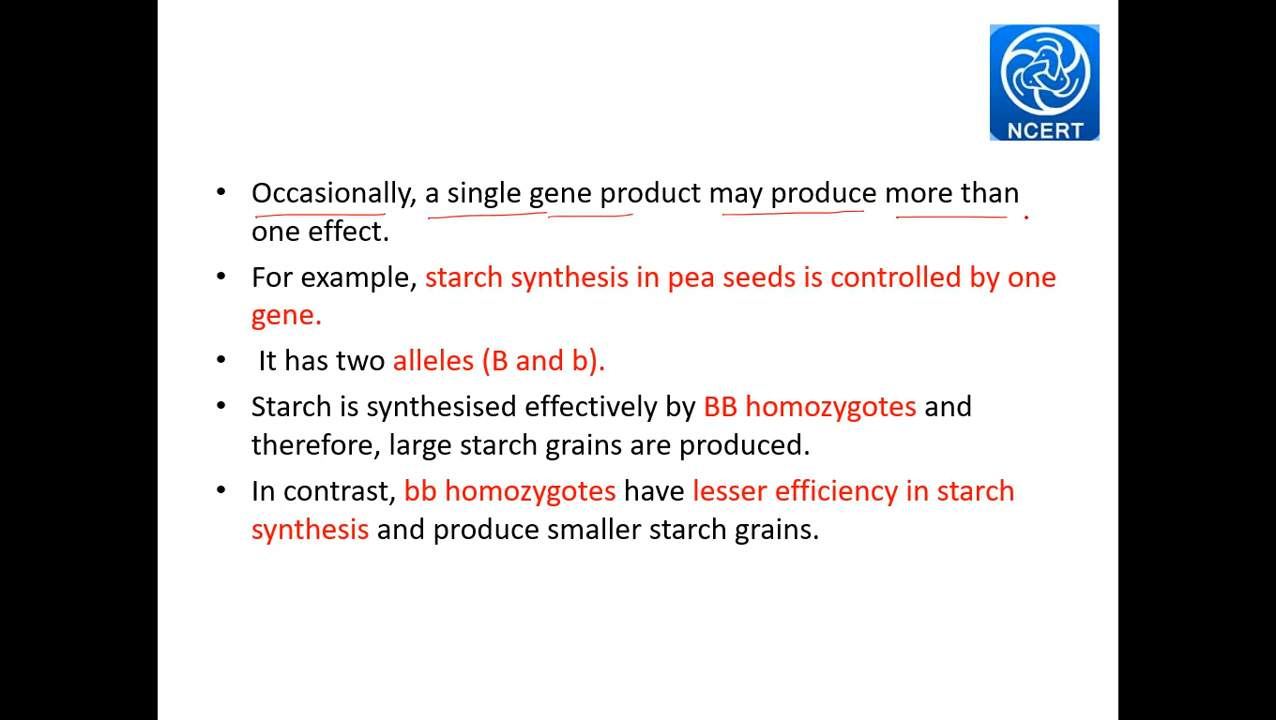 NCERT
• Occasionally, a single gene product may produce more than
one effect.
• For example, starch synthesis in pea seeds is controlled by one
gene.
• It has two alleles (B and b).
• Starch is synthesised effectively by BB homozygotes and
therefore, large starch grains are produced.
• In contrast, bb homozygotes have lesser efficiency in starch
synthesis and produce smaller starch grains.